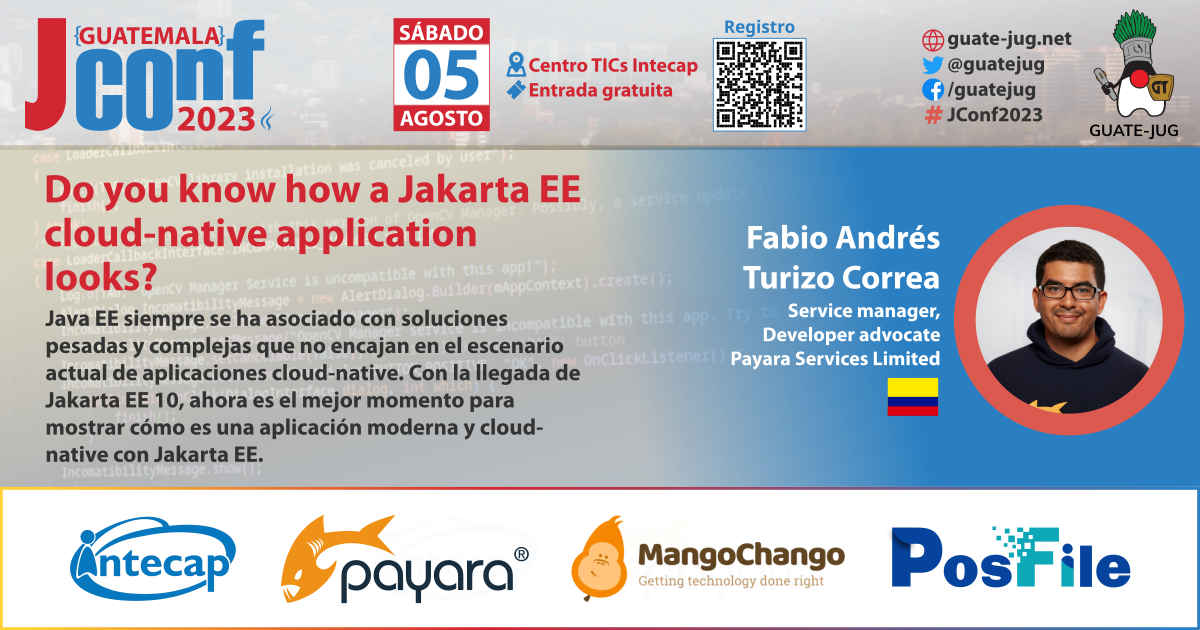 {GUATEMALA}
JConf
2023
SÁBADO
05
AGOSTO
Centro TICs Intecap
Entrada gratuita
Registro
guate-jug.net
@guatejug
/guatejug
# JConf2023
GT
GUATE-JUG
Do you know how a Jakarta EE
cloud-native application
looks?
Java EE siempre se ha asociado con soluciones
pesadas y complejas que no encajan en el escenario
actual de aplicaciones cloud-native. Con la llegada de
Jakarta EE 10, ahora es el mejor momento para
mostrar cómo es una aplicación moderna y cloud-
native con Jakarta EE.
Fabio Andrés
Turizo Correa
Service manager,
Developer advocate
Payara Services Limited
intecap
payara®
MangoChango
Getting technology done right
PosFile